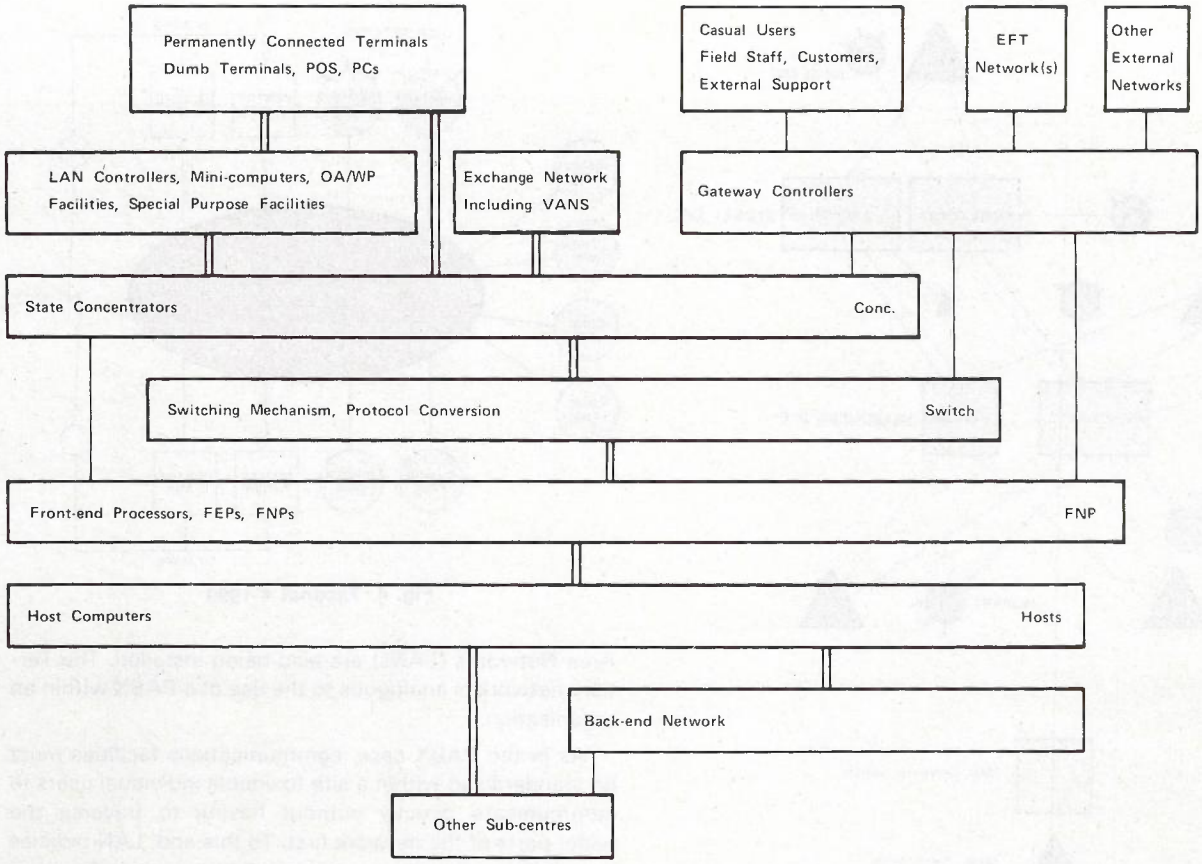 Permanently Connected Terminals
Dumb Terminals, POS, PCs
Casual Users
Field Staff, Customers,
External Support
EFT
Network(s)
Other
External
Networks
LAN Controllers, Mini-computers, OA/WP
Facilities, Special Purpose Facilities
Exchange Network
Including VANS
Gateway Controllers
State Concentrators
Conc.
Switching Mechanism, Protocol Conversion
Switch
Front-end Processors, FEPs, FNPs
FNP
Host Computers
Hosts
Back-end Network
Other Sub-centres